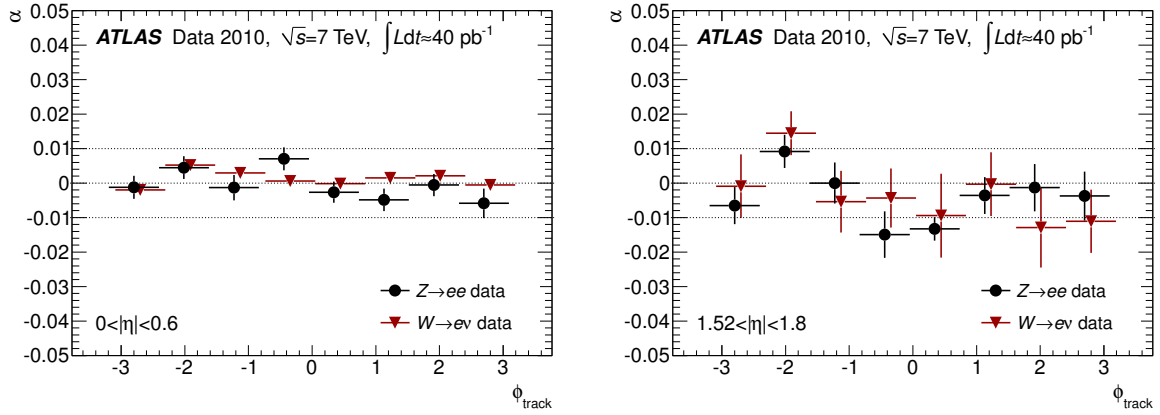 α
0.05
0.04
0.03
0.02
0.01
0
-0.01
-0.02
-0.03
-0.04
-0.05
ATLAS Data 2010, √s=7 TeV, ∫Ldt≈40 pb⁻¹
Z→ee data
W→eν data
0<|η|<0.6
-3 -2 -1 0 1 2 3
ϕtrack
α
0.05
0.04
0.03
0.02
0.01
0
-0.01
-0.02
-0.03
-0.04
-0.05
ATLAS Data 2010, √s=7 TeV, ∫Ldt≈40 pb⁻¹
Z→ee data
W→eν data
1.52<|η|<1.8
-3 -2 -1 0 1 2 3
ϕtrack